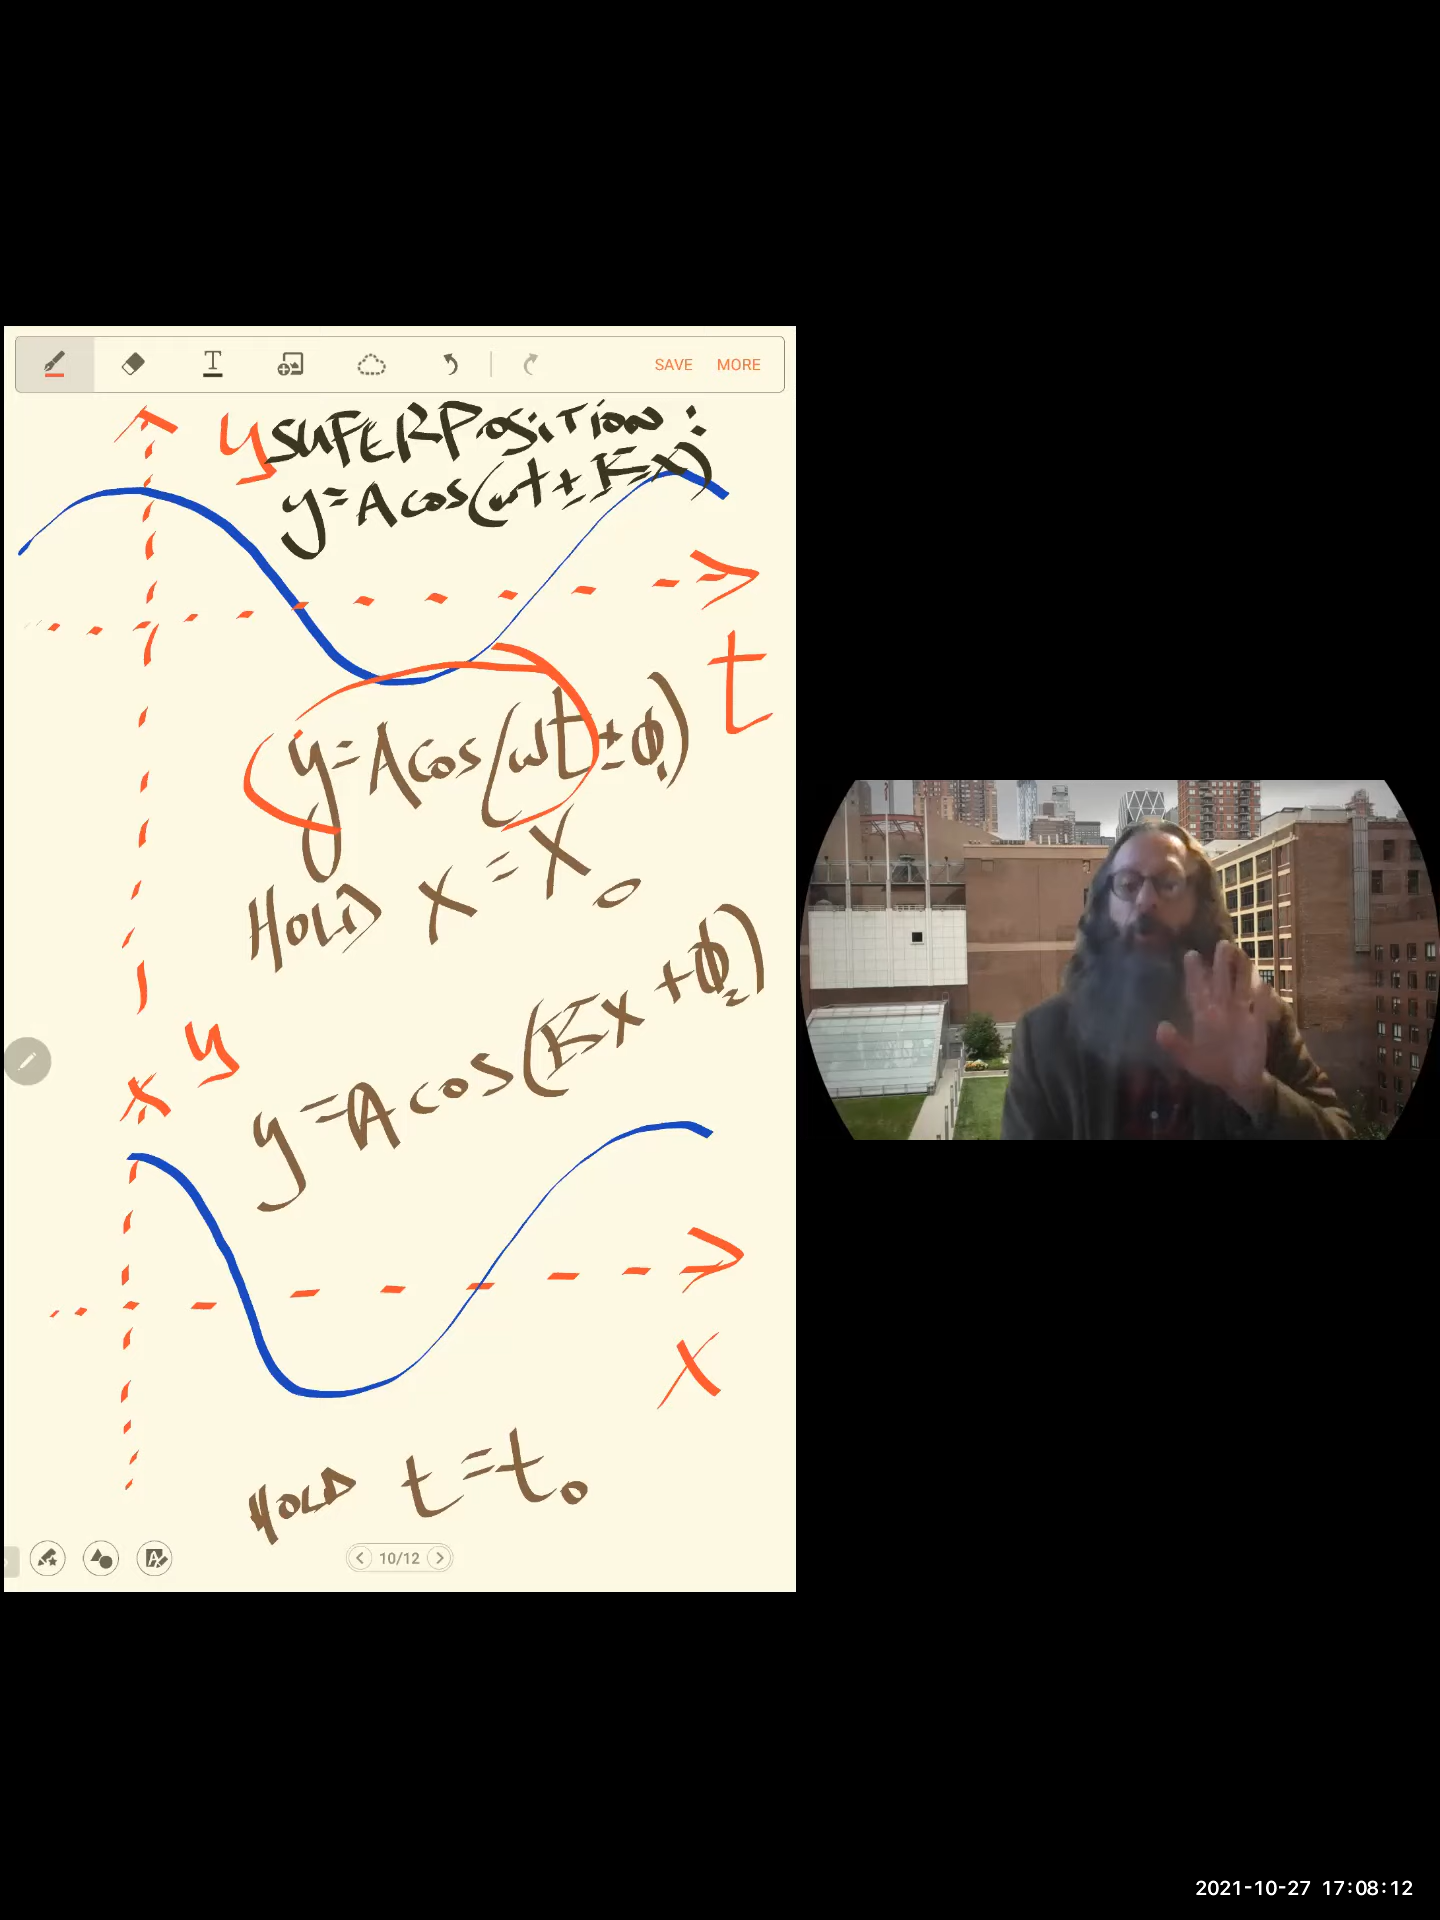 T
SAVE MORE
y SUPERPOSITION:
y=Acos(ωt±Kx)
t
y=Acos(ωt±φ₁)
HOLD x=x₀
y=Acos(Kx+φ₂)
y
x
HOLD t=t₀
10/12
2021-10-27 17:08:12